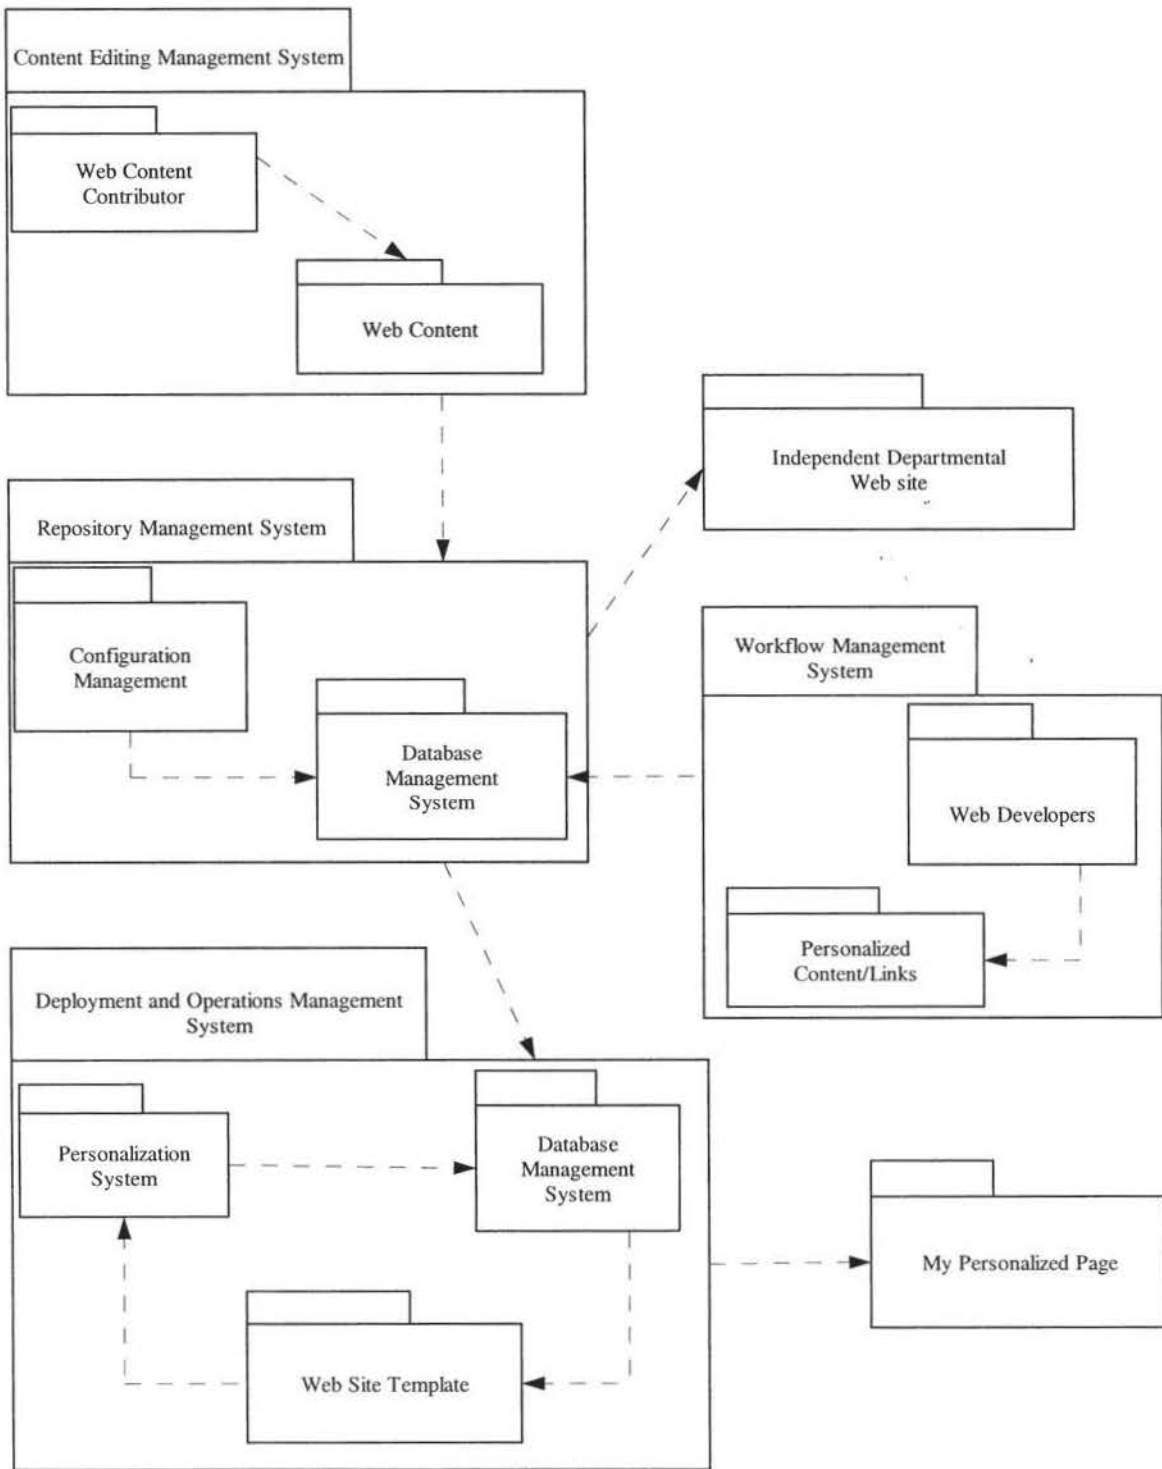 Content Editing Management System
Web Content
Contributor
Web Content
Independent Departmental
Web site
Repository Management System
Configuration
Management
Database
Management
System
Workflow Management
System
Web Developers
Personalized
Content/Links
Deployment and Operations Management
System
Personalization
System
Database
Management
System
My Personalized Page
Web Site Template